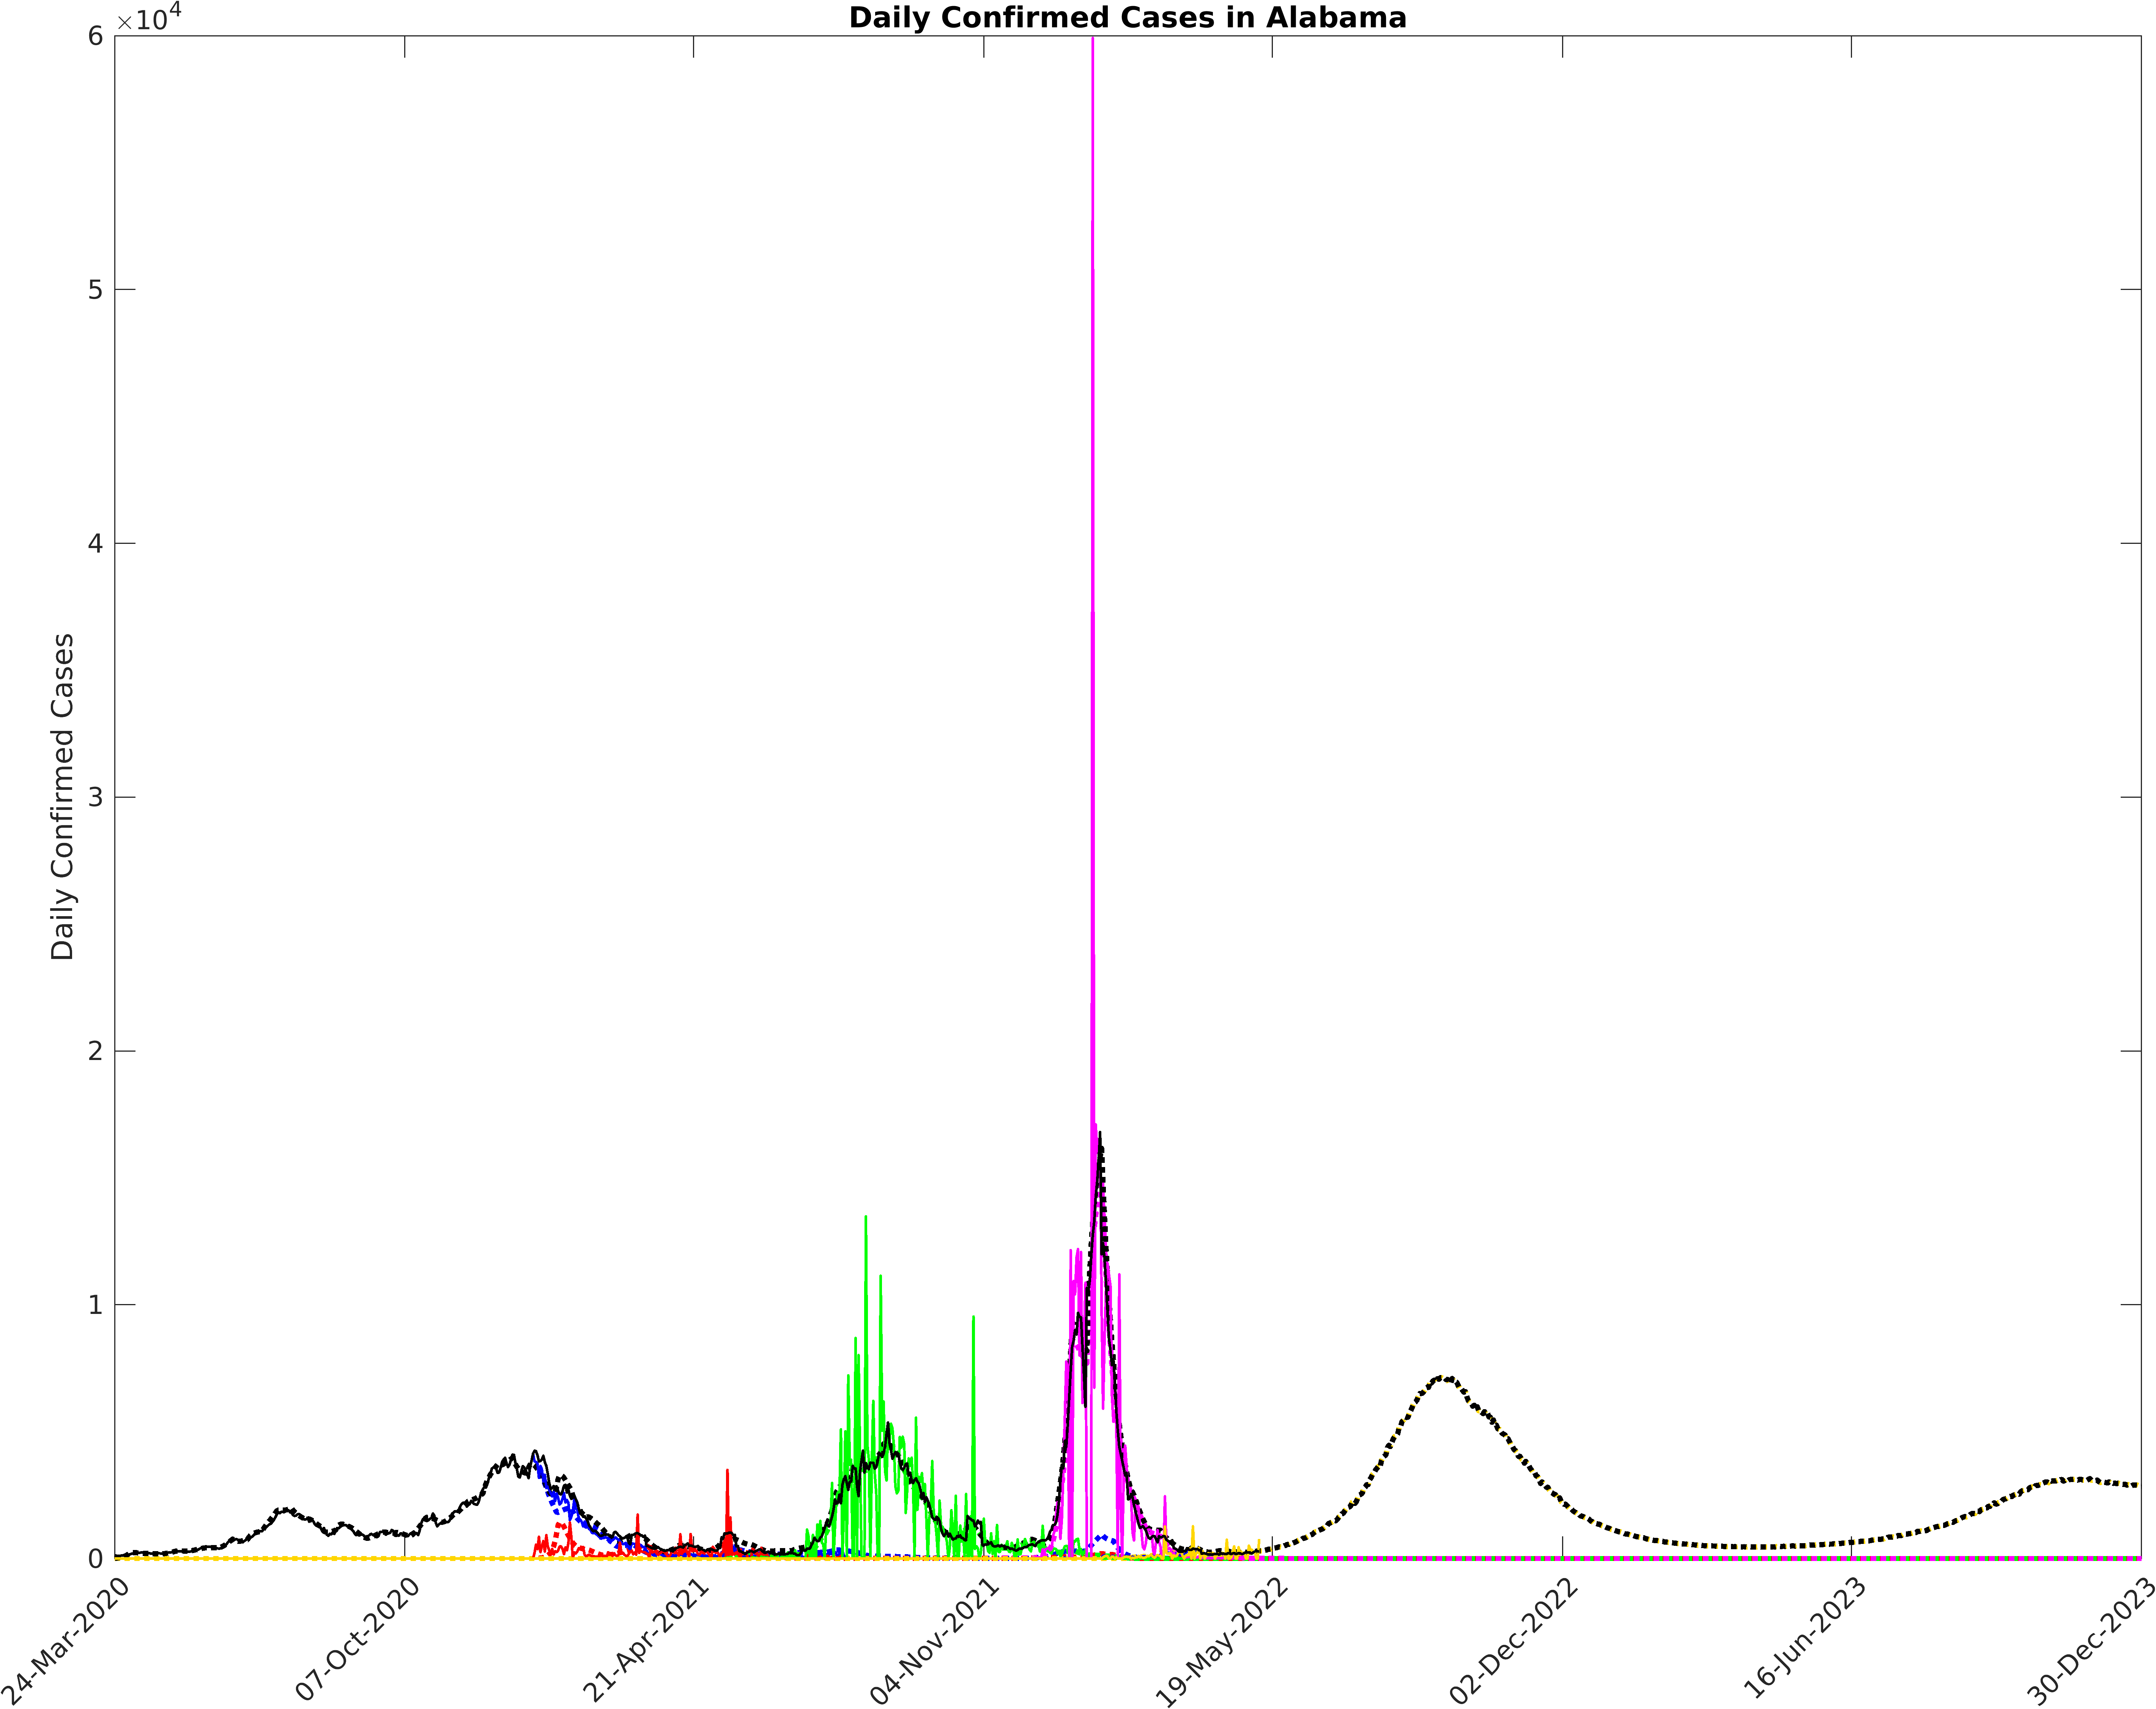 Daily Confirmed Cases in Alabama
×10^4
6
5
4
3
2
1
0
Daily Confirmed Cases
24-Mar-2020
07-Oct-2020
21-Apr-2021
04-Nov-2021
19-May-2022
02-Dec-2022
16-Jun-2023
30-Dec-2023